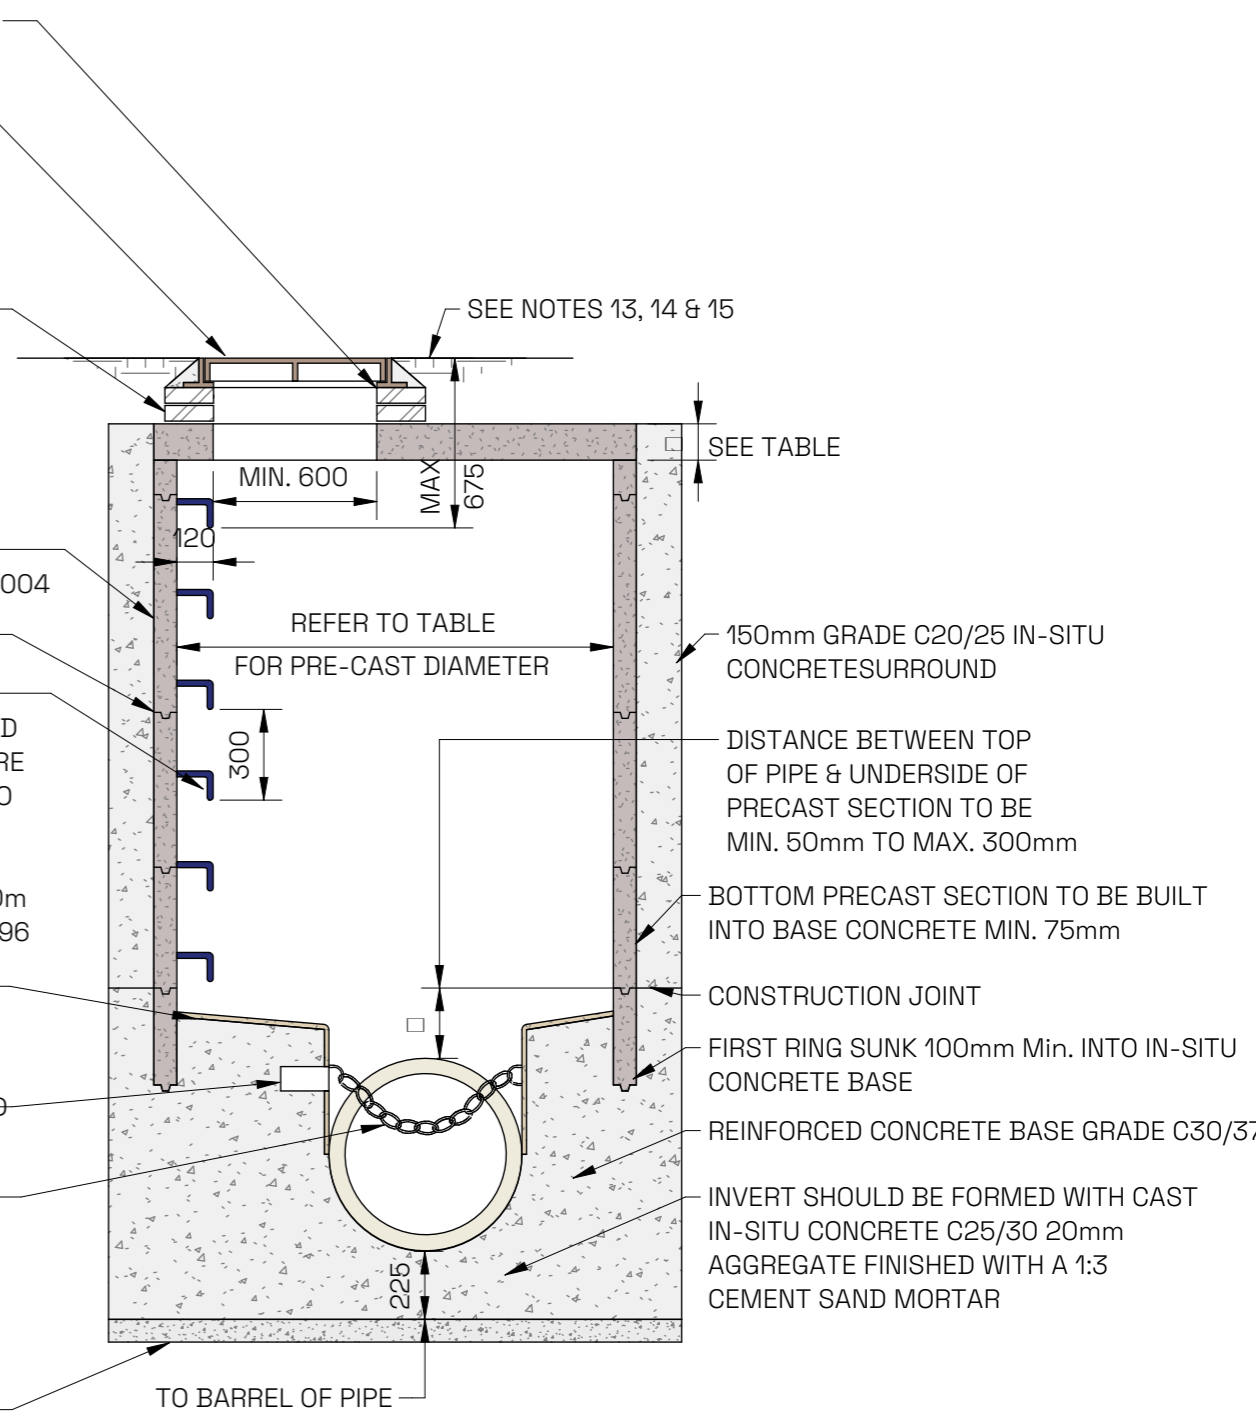 SEE NOTES 13, 14 & 15
SEE TABLE
MIN. 600
MAX
675
120
004
REFER TO TABLE
FOR PRE-CAST DIAMETER
150mm GRADE C20/25 IN-SITU
CONCRETESURROUND
300
D
RE
O
DISTANCE BETWEEN TOP
OF PIPE & UNDERSIDE OF
PRECAST SECTION TO BE
MIN. 50mm TO MAX. 300mm
0m
96
BOTTOM PRECAST SECTION TO BE BUILT
INTO BASE CONCRETE MIN. 75mm
CONSTRUCTION JOINT
FIRST RING SUNK 100mm Min. INTO IN-SITU
CONCRETE BASE
REINFORCED CONCRETE BASE GRADE C30/37
INVERT SHOULD BE FORMED WITH CAST
IN-SITU CONCRETE C25/30 20mm
AGGREGATE FINISHED WITH A 1:3
CEMENT SAND MORTAR
225
TO BARREL OF PIPE